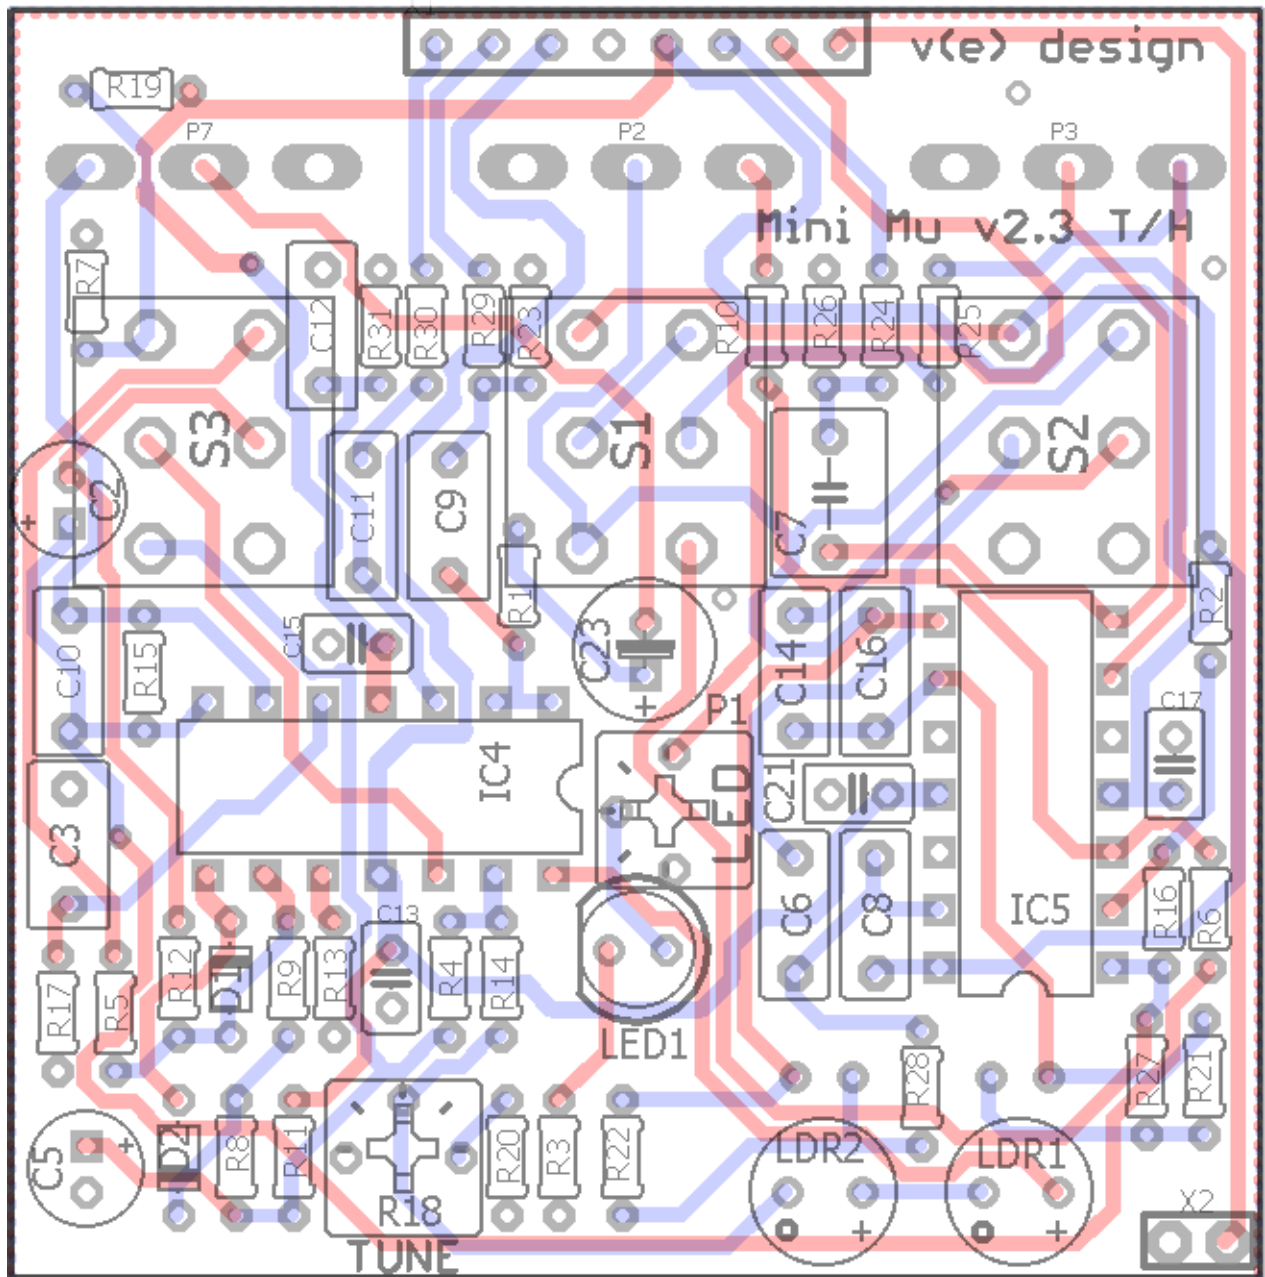 v(e) design
R19
P7
P2
P3
Mini Mu v2.3 T/H
R7
C12
R31
R30
R29
R23
R10
R26
R24
R25
S3
S1
S2
C2
+
C11
C9
C7
R1
R2
C15
C23
+
C10
R15
C14
C16
P1
C17
IC4
LED
C21
C3
C6
C8
IC5
R16
R6
C13
R12
D1
R9
R13
R4
R14
R17
R5
LED1
R28
R27
R21
C5
+
D2
R8
R11
R18
R20
R3
R22
LDR2
LDR1
+
+
X2
TUNE